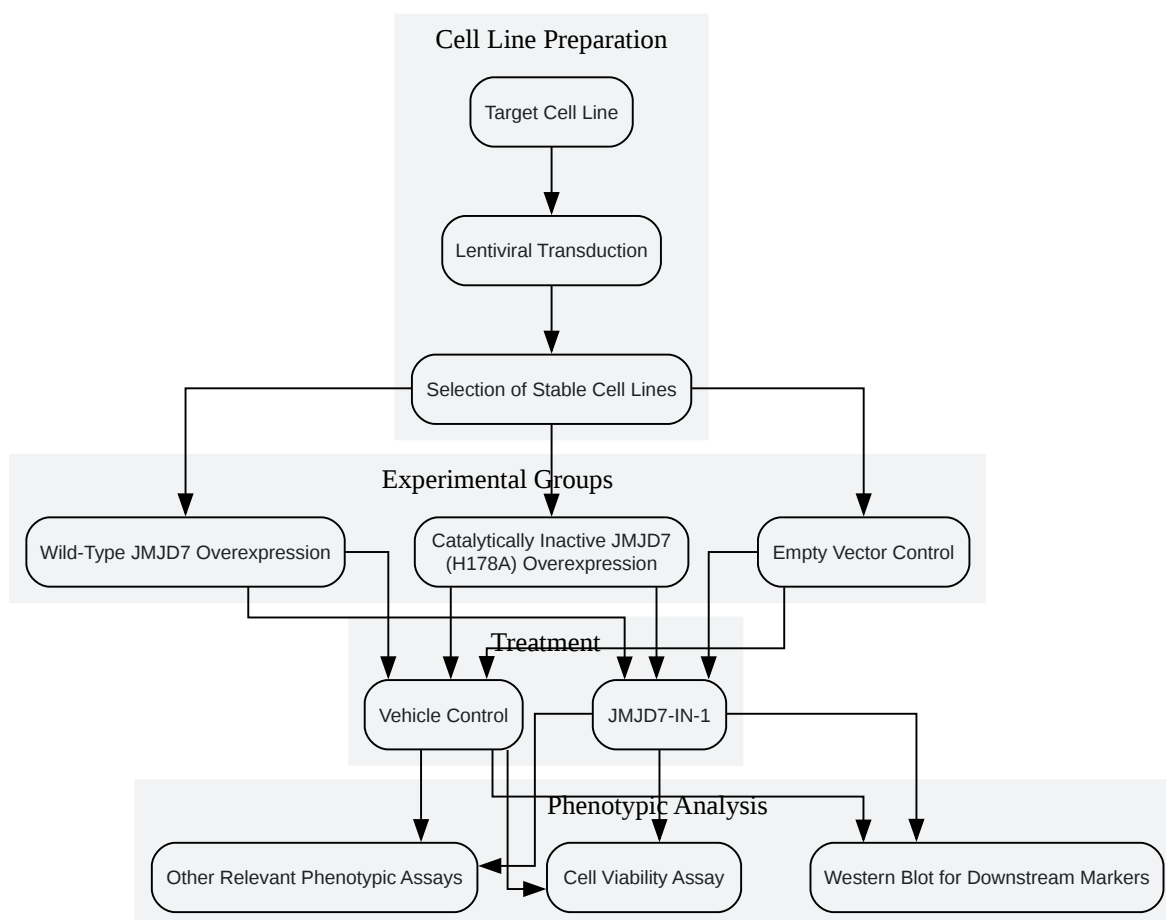 Cell Line Preparation
Target Cell Line
Lentiviral Transduction
Selection of Stable Cell Lines
Experimental Groups
Wild-Type JMJD7 Overexpression
Catalytically Inactive JMJD7
(H178A) Overexpression
Empty Vector Control
Treatment
Vehicle Control
JMJD7-IN-1
Phenotypic Analysis
Other Relevant Phenotypic Assays
Cell Viability Assay
Western Blot for Downstream Markers